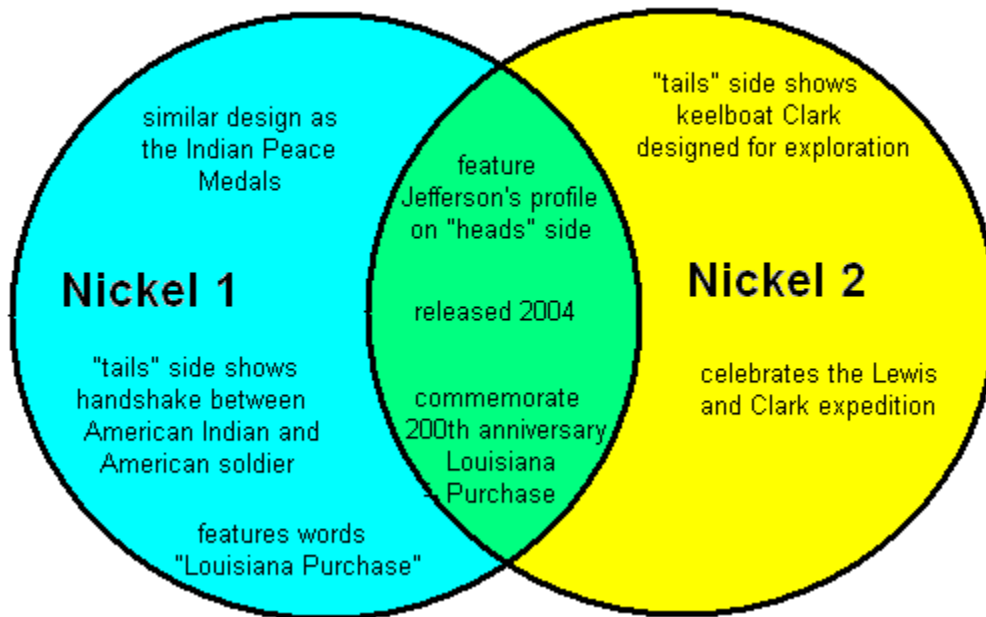 similar design as
the Indian Peace
Medals
Nickel 1
"tails" side shows
handshake between
American Indian and
American soldier
features words
"Louisiana Purchase"
feature
Jefferson's profile
on "heads" side
released 2004
commemorate
200th anniversary
Louisiana
Purchase
"tails" side shows
keelboat Clark
designed for exploration
Nickel 2
celebrates the Lewis
and Clark expedition